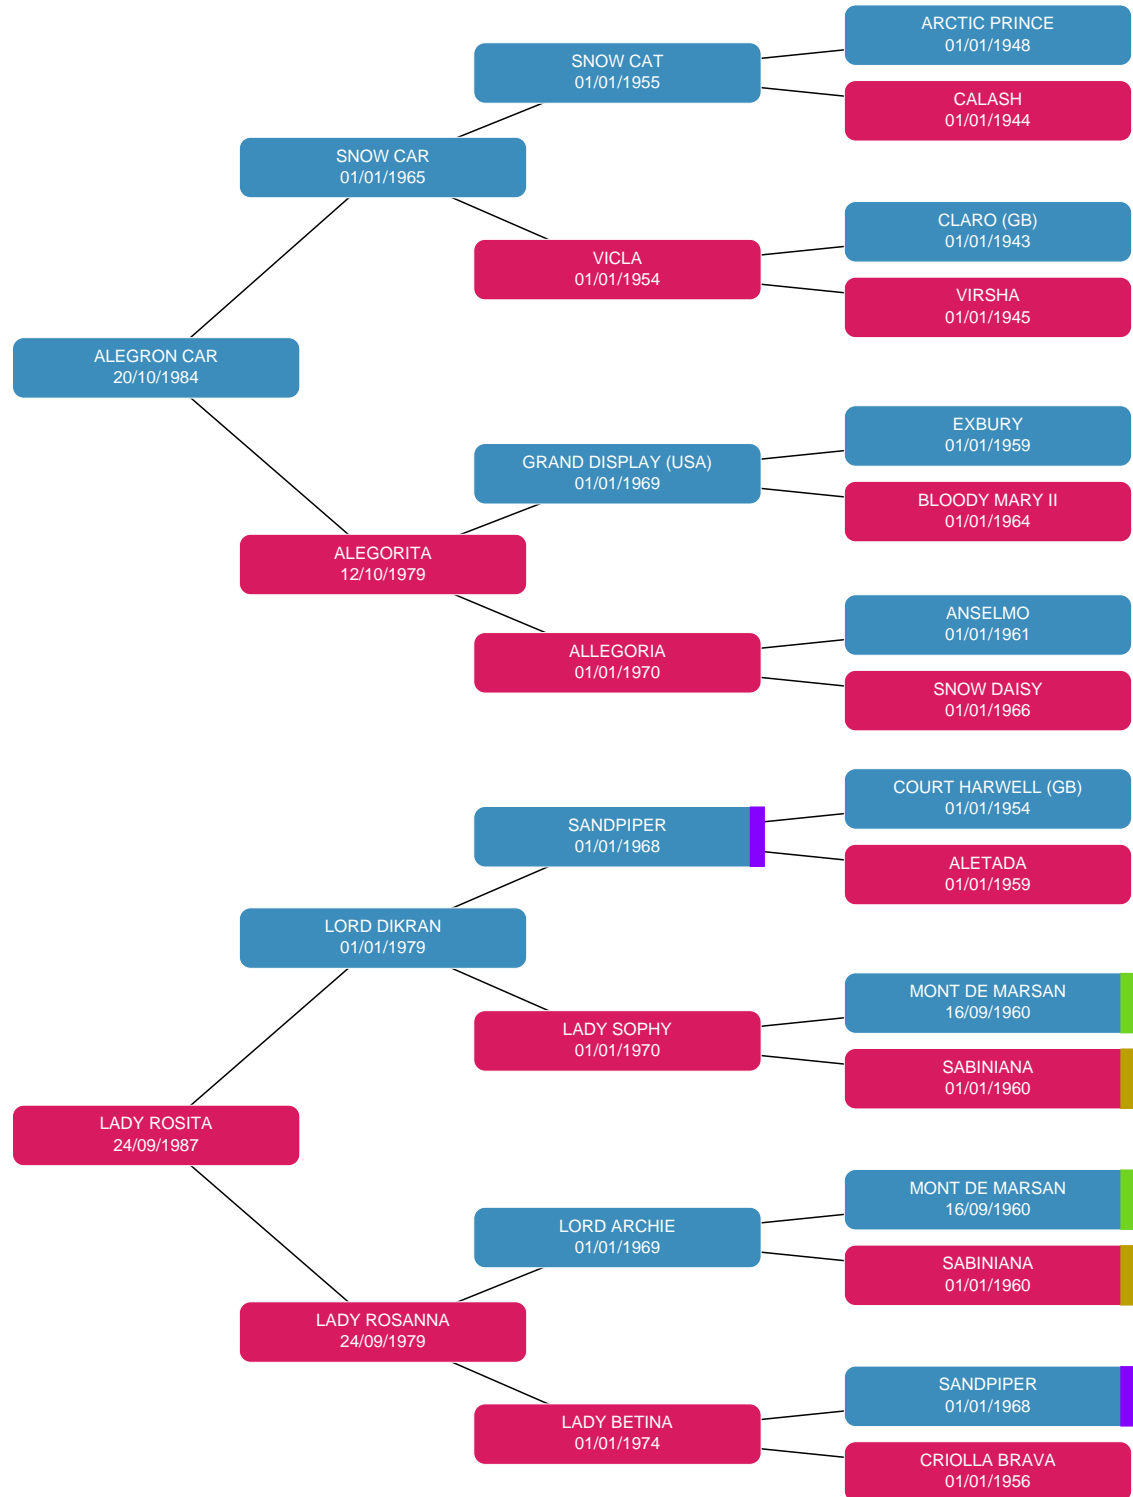 ARCTIC PRINCE
01/01/1948
SNOW CAT
01/01/1955
CALASH
01/01/1944
SNOW CAR
01/01/1965
CLARO (GB)
01/01/1943
VICLA
01/01/1954
VIRSHA
01/01/1945
ALEGRON CAR
20/10/1984
EXBURY
01/01/1959
GRAND DISPLAY (USA)
01/01/1969
BLOODY MARY II
01/01/1964
ALEGORITA
12/10/1979
ANSELMO
01/01/1961
ALLEGORIA
01/01/1970
SNOW DAISY
01/01/1966
COURT HARWELL (GB)
01/01/1954
SANDPIPER
01/01/1968
ALETADA
01/01/1959
LORD DIKRAN
01/01/1979
MONT DE MARSAN
16/09/1960
LADY SOPHY
01/01/1970
SABINIANA
01/01/1960
LADY ROSITA
24/09/1987
MONT DE MARSAN
16/09/1960
LORD ARCHIE
01/01/1969
SABINIANA
01/01/1960
LADY ROSANNA
24/09/1979
SANDPIPER
01/01/1968
LADY BETINA
01/01/1974
CRIOLLA BRAVA
01/01/1956